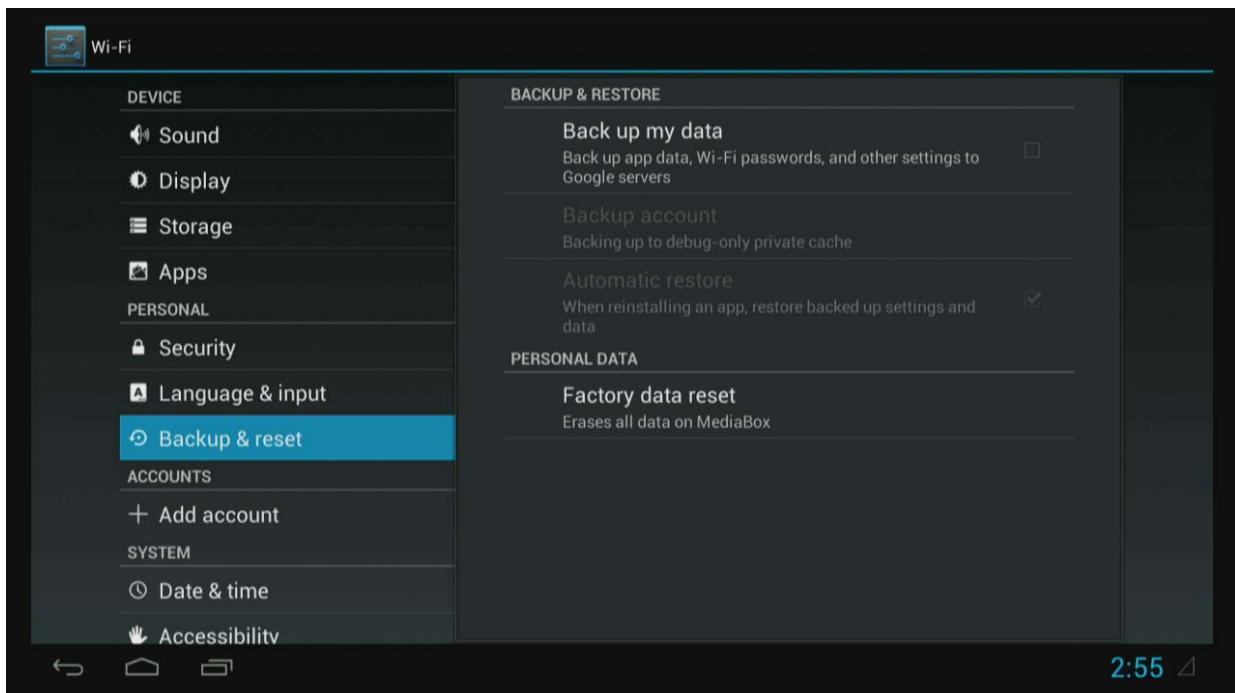 Wi-Fi
DEVICE
Sound
Display
Storage
Apps
PERSONAL
Security
Language & input
Backup & reset
ACCOUNTS
Add account
SYSTEM
Date & time
Accessibility
BACKUP & RESTORE
Back up my data
Back up app data, Wi-Fi passwords, and other settings to
Google servers
Backup account
Backing up to debug-only private cache
Automatic restore
When reinstalling an app, restore backed up settings and
data
PERSONAL DATA
Factory data reset
Erases all data on MediaBox
2:55